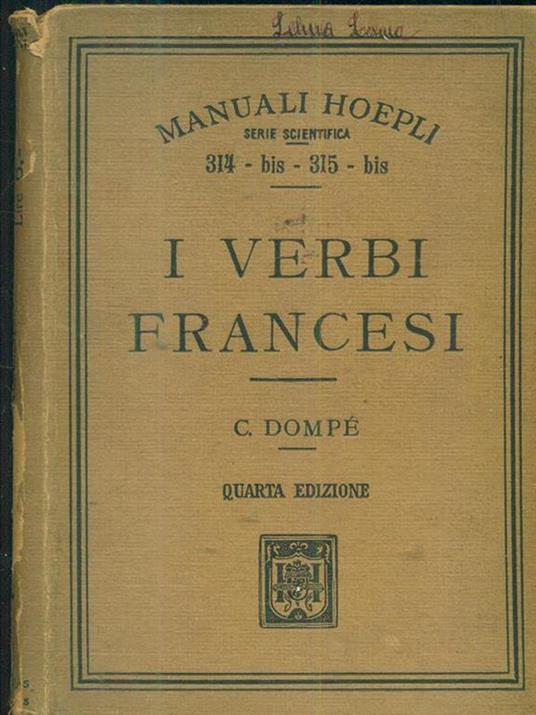 MANUALI HOEPLI
SERIE SCIENTIFICA
314 - bis - 315 - bis
I VERBI
FRANCESI
C. DOMPÉ
QUARTA EDIZIONE